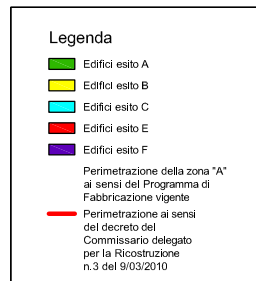 Legenda
Edifici esito A
Edifici esito B
Edifici esito C
Edifici esito E
Edifici esito F
Perimetrazione della zona "A"
ai sensi del Programma di
Fabbricazione vigente
Perimetrazione ai sensi
del decreto del
Commissario delegato
per la Ricostruzione
n.3 del 9/03/2010